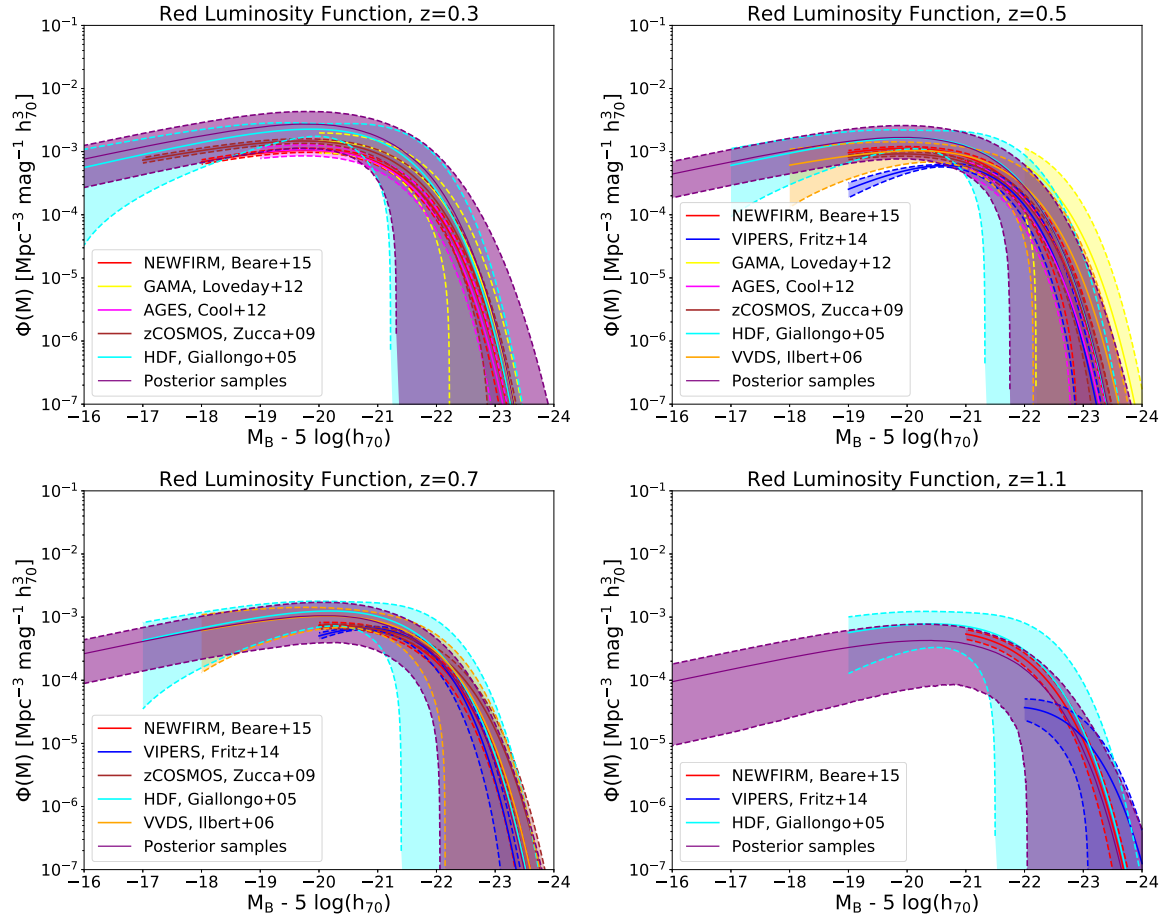 Red Luminosity Function, z=0.3
Φ(M) [Mpc⁻³ mag⁻¹ h³₇₀]
10⁻¹
10⁻²
10⁻³
10⁻⁴
10⁻⁵
10⁻⁶
10⁻⁷
NEWFIRM, Beare+15
GAMA, Loveday+12
AGES, Cool+12
zCOSMOS, Zucca+09
HDF, Giallongo+05
Posterior samples
−16 −17 −18 −19 −20 −21 −22 −23 −24
M_B - 5 log(h₇₀)
Red Luminosity Function, z=0.5
Φ(M) [Mpc⁻³ mag⁻¹ h³₇₀]
10⁻¹
10⁻²
10⁻³
10⁻⁴
10⁻⁵
10⁻⁶
10⁻⁷
NEWFIRM, Beare+15
VIPERS, Fritz+14
GAMA, Loveday+12
AGES, Cool+12
zCOSMOS, Zucca+09
HDF, Giallongo+05
VVDS, Ilbert+06
Posterior samples
−16 −17 −18 −19 −20 −21 −22 −23 −24
M_B - 5 log(h₇₀)
Red Luminosity Function, z=0.7
Φ(M) [Mpc⁻³ mag⁻¹ h³₇₀]
10⁻¹
10⁻²
10⁻³
10⁻⁴
10⁻⁵
10⁻⁶
10⁻⁷
NEWFIRM, Beare+15
VIPERS, Fritz+14
zCOSMOS, Zucca+09
HDF, Giallongo+05
VVDS, Ilbert+06
Posterior samples
−16 −17 −18 −19 −20 −21 −22 −23 −24
M_B - 5 log(h₇₀)
Red Luminosity Function, z=1.1
Φ(M) [Mpc⁻³ mag⁻¹ h³₇₀]
10⁻¹
10⁻²
10⁻³
10⁻⁴
10⁻⁵
10⁻⁶
10⁻⁷
NEWFIRM, Beare+15
VIPERS, Fritz+14
HDF, Giallongo+05
Posterior samples
−16 −17 −18 −19 −20 −21 −22 −23 −24
M_B - 5 log(h₇₀)